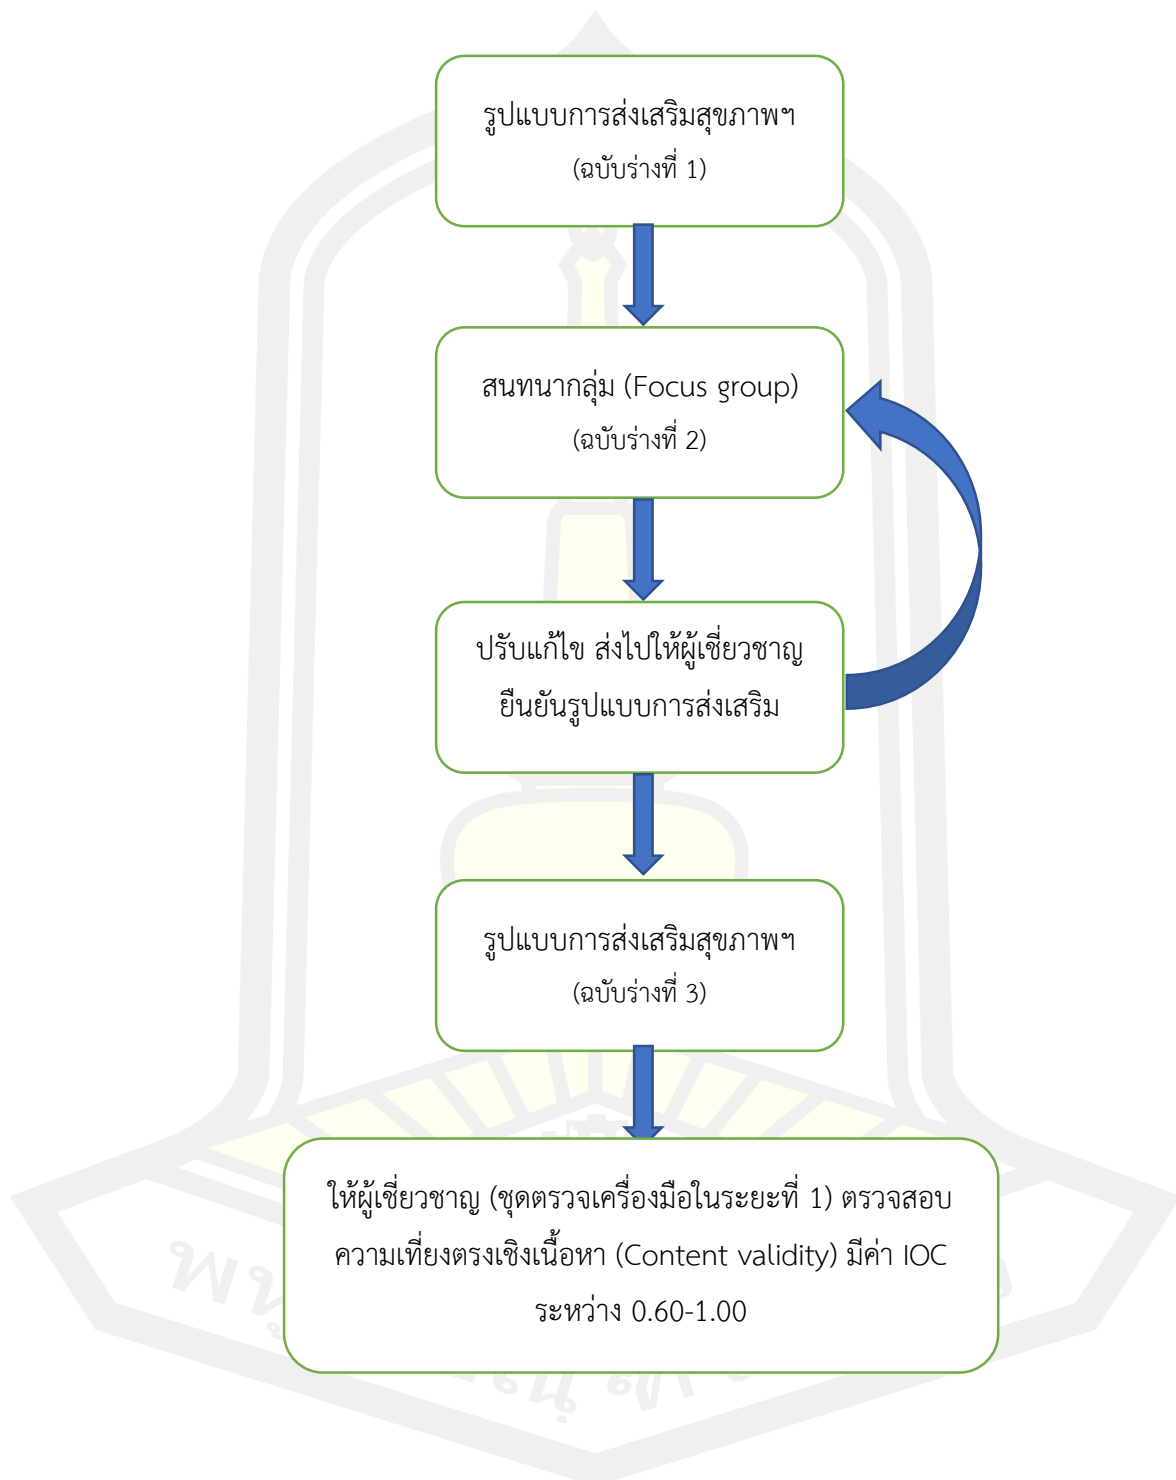 รูปแบบการส่งเสริมสุขภาพฯ
(ฉบับร่างที่ 1)
สนทนากลุ่ม (Focus group)
(ฉบับร่างที่ 2)
ปรับแก้ไข ส่งไปให้ผู้เชี่ยวชาญ
ยืนยันรูปแบบการส่งเสริม
รูปแบบการส่งเสริมสุขภาพฯ
(ฉบับร่างที่ 3)
ให้ผู้เชี่ยวชาญ (ชุดตรวจเครื่องมือในระยะที่ 1) ตรวจสอบ
ความเที่ยงตรงเชิงเนื้อหา (Content validity) มีค่า IOC
ระหว่าง 0.60-1.00